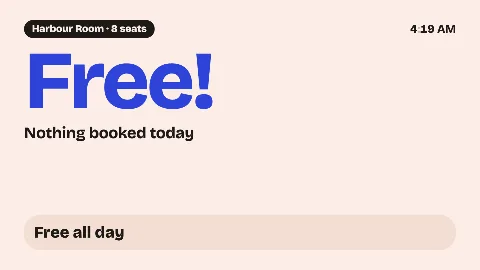 Harbour Room · 8 seats
4:19 AM
Free!
Nothing booked today
Free all day